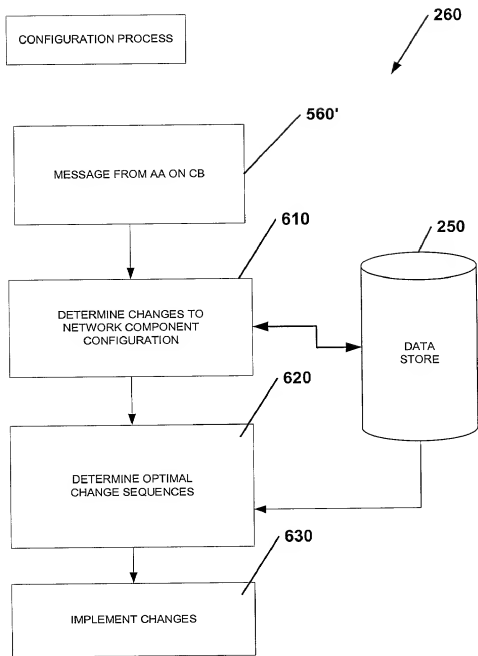 CONFIGURATION PROCESS
260
560'
MESSAGE FROM AA ON CB
610
250
DETERMINE CHANGES TO
NETWORK COMPONENT
CONFIGURATION
DATA
STORE
620
DETERMINE OPTIMAL
CHANGE SEQUENCES
630
IMPLEMENT CHANGES